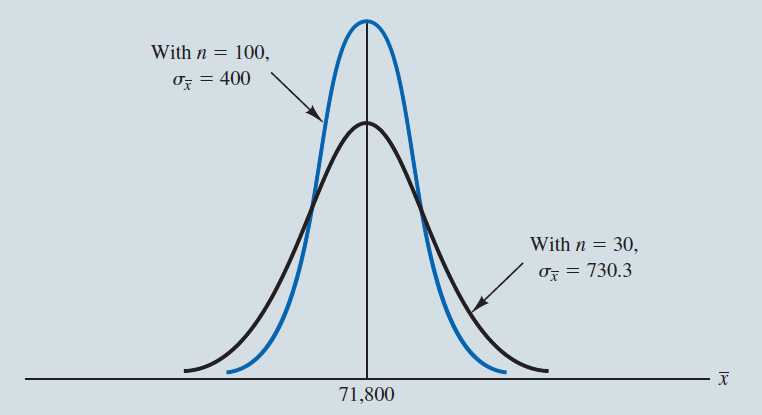 With n = 100,
σx̅ = 400
With n = 30,
σx̅ = 730.3
x̅
71,800